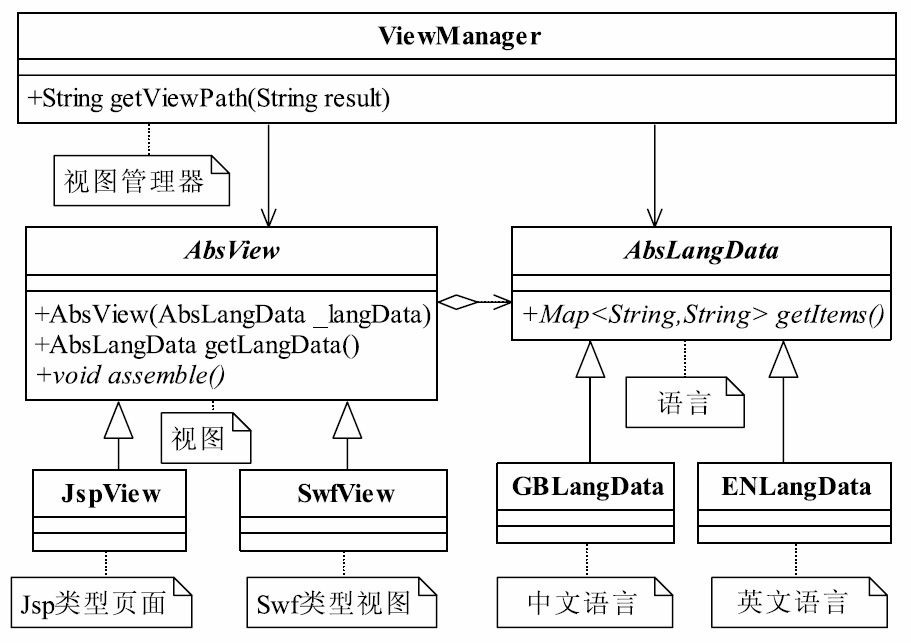 ViewManager
+String getViewPath(String result)
视图管理器
AbsView
+AbsView(AbsLangData _langData)
+AbsLangData getLangData()
+void assemble()
AbsLangData
+Map<String,String> getItems()
视图
语言
JspView
SwfView
GBLangData
ENLangData
Jsp类型页面
Swf类型视图
中文语言
英文语言